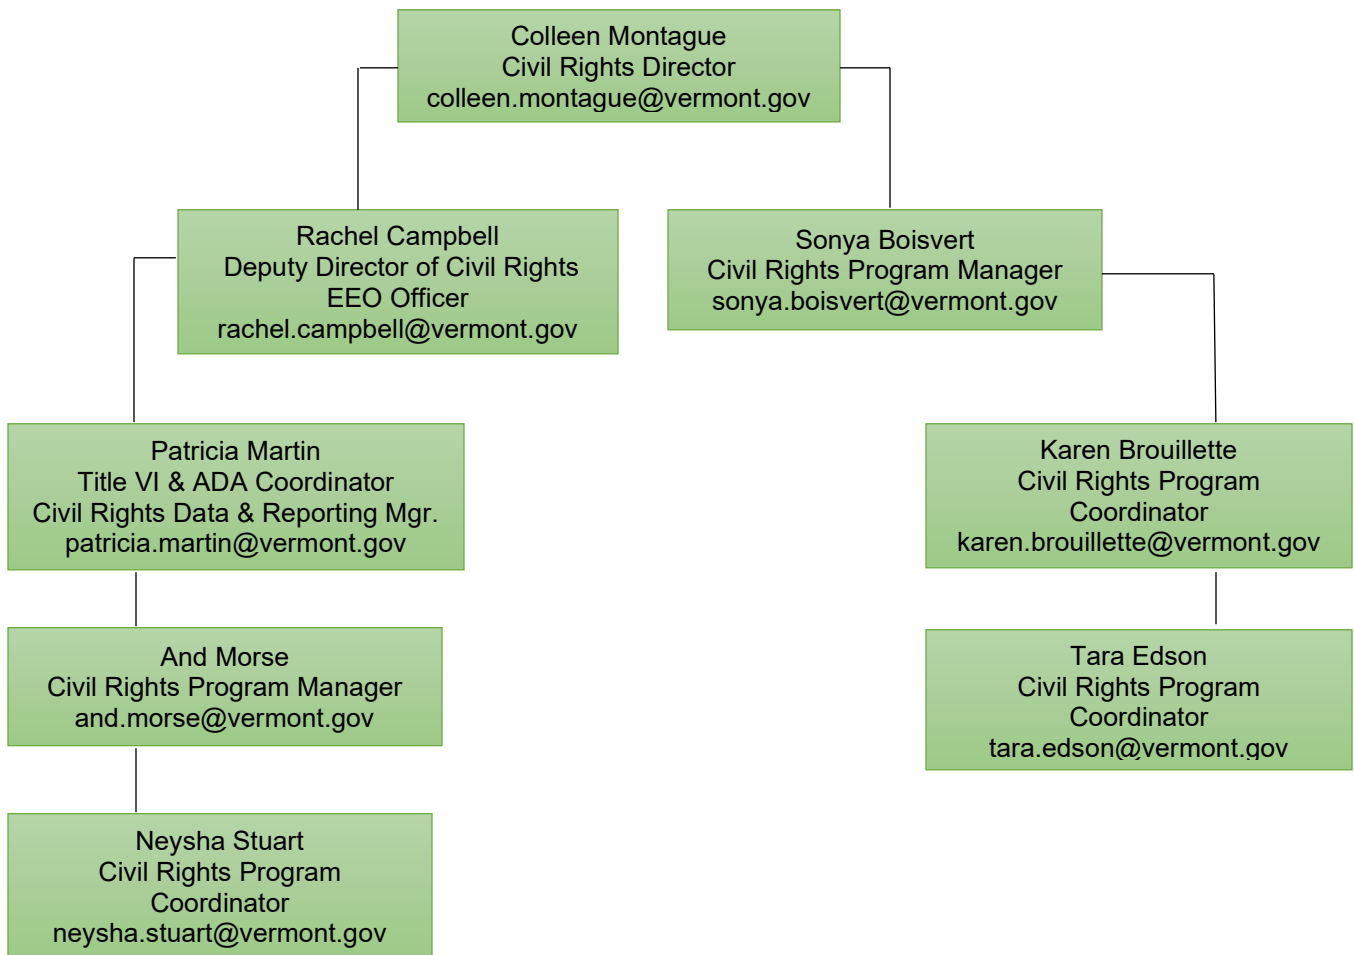 Colleen Montague
Civil Rights Director
colleen.montague@vermont.gov
Rachel Campbell
Deputy Director of Civil Rights
EEO Officer
rachel.campbell@vermont.gov
Sonya Boisvert
Civil Rights Program Manager
sonya.boisvert@vermont.gov
Patricia Martin
Title VI & ADA Coordinator
Civil Rights Data & Reporting Mgr.
patricia.martin@vermont.gov
Karen Brouillette
Civil Rights Program
Coordinator
karen.brouillette@vermont.gov
And Morse
Civil Rights Program Manager
and.morse@vermont.gov
Tara Edson
Civil Rights Program
Coordinator
tara.edson@vermont.gov
Neysha Stuart
Civil Rights Program
Coordinator
neysha.stuart@vermont.gov